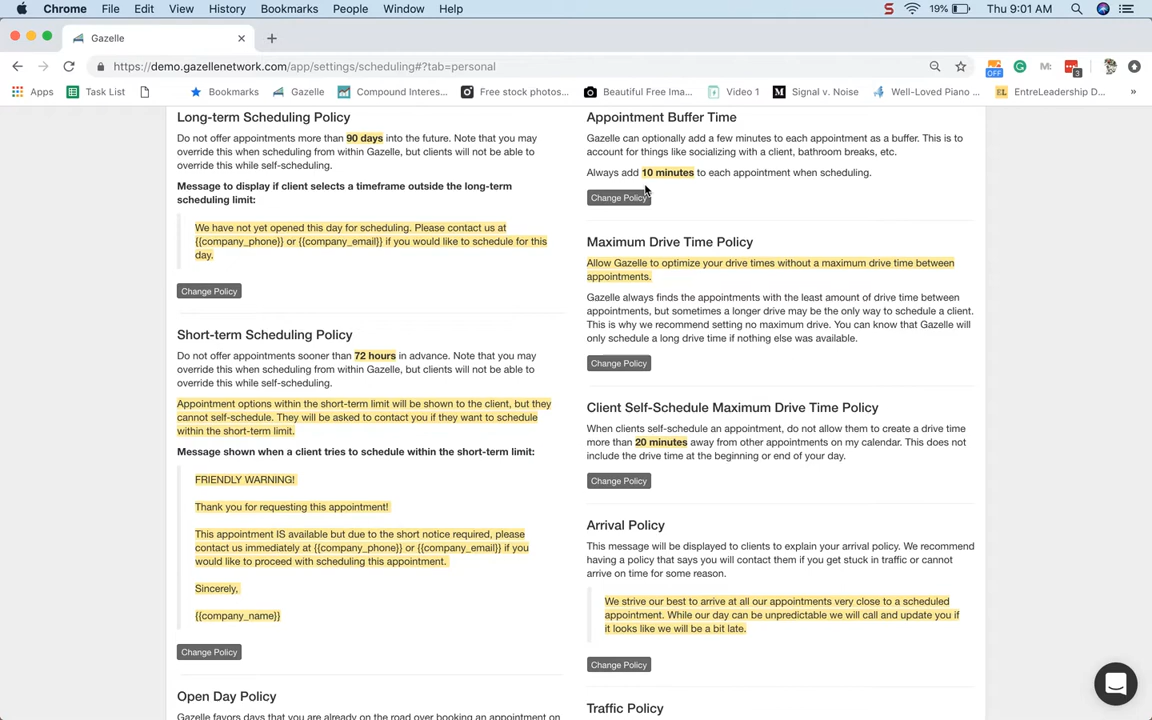 Chrome File Edit View History Bookmarks People Window Help 19% Thu 9:01 AM
Gazelle
https://demo.gazellenetwork.com/app/settings/scheduling#?tab=personal
OFF M: 3
Apps Task List Bookmarks Gazelle Compound Interes... Free stock photos... Beautiful Free Ima... Video 1 Signal v. Noise Well-Loved Piano ... EntreLeadership D... »
Long-term Scheduling Policy
Do not offer appointments more than 90 days into the future. Note that you may
override this when scheduling from within Gazelle, but clients will not be able to
override this while self-scheduling.
Message to display if client selects a timeframe outside the long-term
scheduling limit:
We have not yet opened this day for scheduling. Please contact us at
{{company_phone}} or {{company_email}} if you would like to schedule for this
day.
Change Policy
Short-term Scheduling Policy
Do not offer appointments sooner than 72 hours in advance. Note that you may
override this when scheduling from within Gazelle, but clients will not be able to
override this while self-scheduling.
Appointment options within the short-term limit will be shown to the client, but they
cannot self-schedule. They will be asked to contact you if they want to schedule
within the short-term limit.
Message shown when a client tries to schedule within the short-term limit:
FRIENDLY WARNING!
Thank you for requesting this appointment!
This appointment IS available but due to the short notice required, please
contact us immediately at {{company_phone}} or {{company_email}} if you
would like to proceed with scheduling this appointment.
Sincerely,
{{company_name}}
Change Policy
Open Day Policy
Gazelle favors days that you are already on the road over booking an appointment on
Appointment Buffer Time
Gazelle can optionally add a few minutes to each appointment as a buffer. This is to
account for things like socializing with a client, bathroom breaks, etc.
Always add 10 minutes to each appointment when scheduling.
Change Policy
Maximum Drive Time Policy
Allow Gazelle to optimize your drive times without a maximum drive time between
appointments.
Gazelle always finds the appointments with the least amount of drive time between
appointments, but sometimes a longer drive may be the only way to schedule a client.
This is why we recommend setting no maximum drive. You can know that Gazelle will
only schedule a long drive time if nothing else was available.
Change Policy
Client Self-Schedule Maximum Drive Time Policy
When clients self-schedule an appointment, do not allow them to create a drive time
more than 20 minutes away from other appointments on my calendar. This does not
include the drive time at the beginning or end of your day.
Change Policy
Arrival Policy
This message will be displayed to clients to explain your arrival policy. We recommend
having a policy that says you will contact them if you get stuck in traffic or cannot
arrive on time for some reason.
We strive our best to arrive at all our appointments very close to a scheduled
appointment. While our day can be unpredictable we will call and update you if
it looks like we will be a bit late.
Change Policy
Traffic Policy